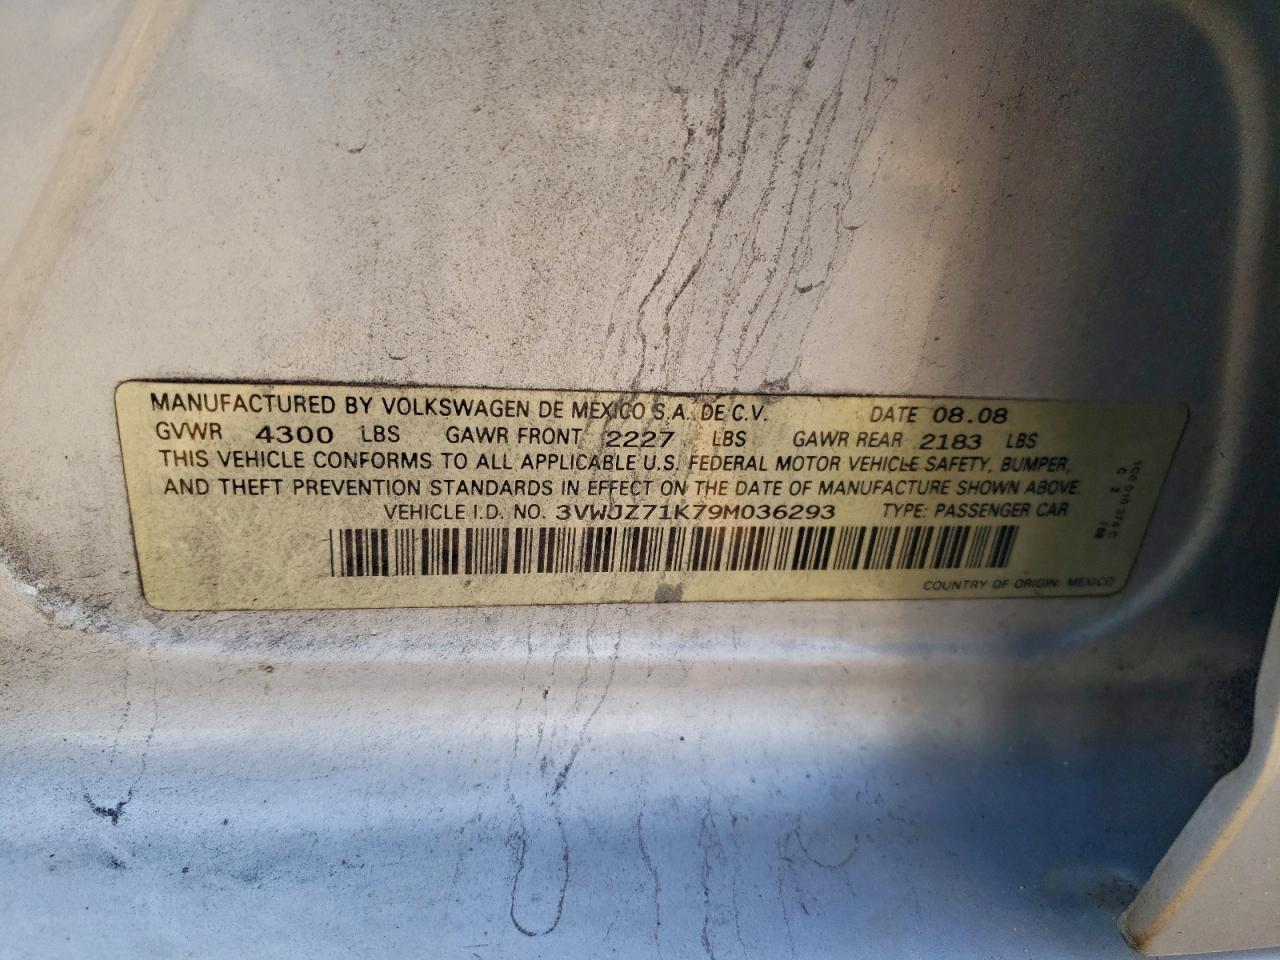 MANUFACTURED BY VOLKSWAGEN DE MEXICO S.A. DE C.V. DATE 08.08
GVWR 4300 LBS GAWR FRONT 2227 LBS GAWR REAR 2183 LBS
THIS VEHICLE CONFORMS TO ALL APPLICABLE U.S. FEDERAL MOTOR VEHICLE SAFETY, BUMPER,
AND THEFT PREVENTION STANDARDS IN EFFECT ON THE DATE OF MANUFACTURE SHOWN ABOVE.
VEHICLE I.D. NO. 3VWJZ71K79M036293 TYPE: PASSENGER CAR
COUNTRY OF ORIGIN: MEXICO